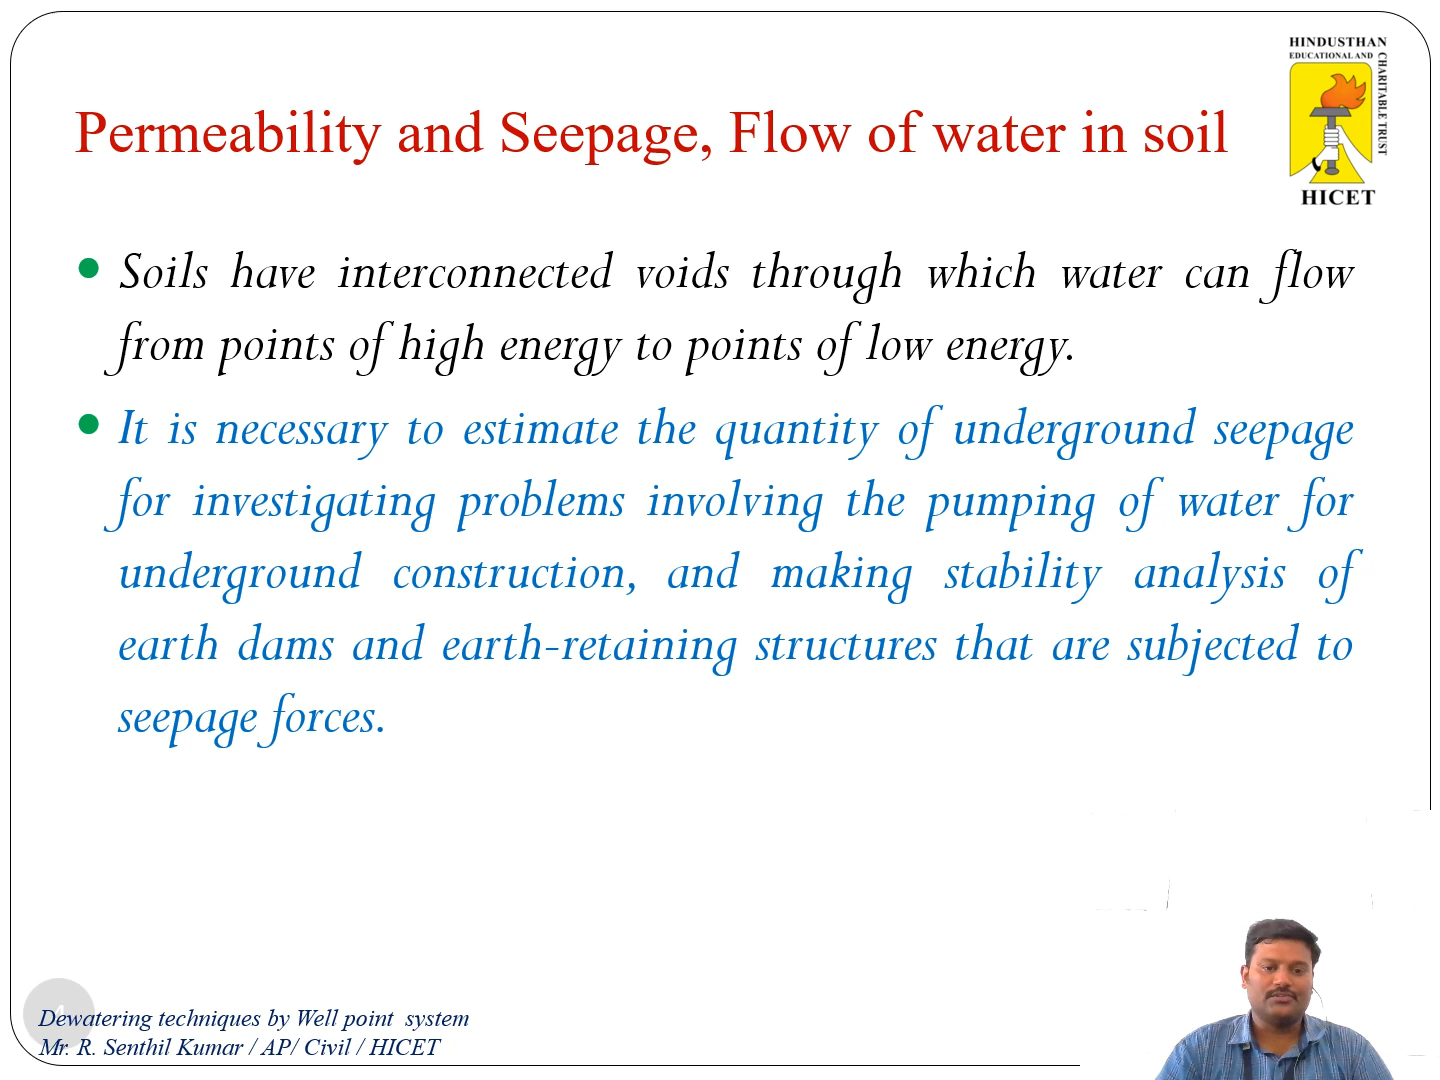 HINDUSTHAN
EDUCATIONAL AND
CHARITABLE TRUST
HICET
Permeability and Seepage, Flow of water in soil
Soils have interconnected voids through which water can flow
from points of high energy to points of low energy.
It is necessary to estimate the quantity of underground seepage
for investigating problems involving the pumping of water for
underground construction, and making stability analysis of
earth dams and earth-retaining structures that are subjected to
seepage forces.
4
Dewatering techniques by Well point system
Mr. R. Senthil Kumar / AP/ Civil / HICET